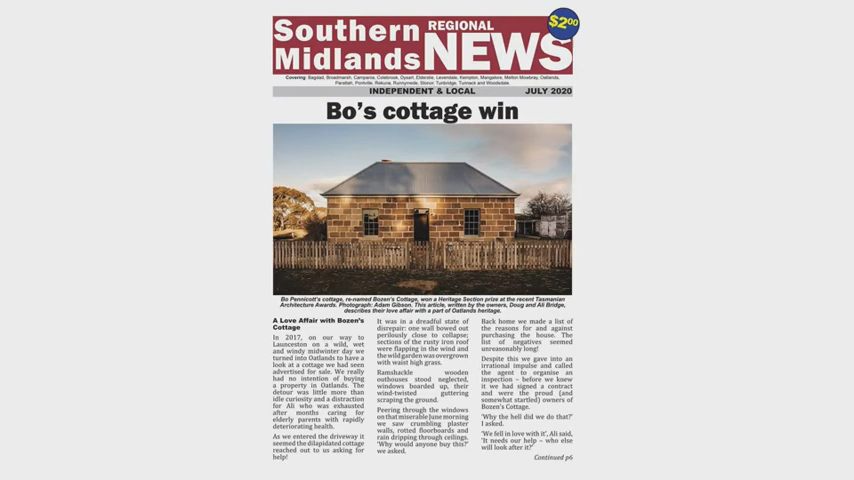 Southern REGIONAL
Midlands NEWS
$2.00
Covering: Bagdad, Broadmarsh, Campania, Colebrook, Dysart, Elderslie, Levendale, Kempton, Mangalore, Melton Mowbray, Oatlands,
Parattah, Pontville, Rekuna, Runnymede, Stonor, Tunbridge, Tunnack and Woodsdale.
INDEPENDENT & LOCAL JULY 2020
Bo's cottage win
Bo Pennicott's cottage, re-named Bozen's Cottage, won a Heritage Section prize at the recent Tasmanian
Architecture Awards. Photograph: Adam Gibson. This article, written by the owners, Doug and Ali Bridge,
describes their love affair with a part of Oatlands heritage.
A Love Affair with Bozen's
Cottage
In 2017, on our way to
Launceston on a wild, wet
and windy midwinter day we
turned into Oatlands to have a
look at a cottage we had seen
advertised for sale. We really
had no intention of buying
a property in Oatlands. The
detour was little more than
idle curiosity and a distraction
for Ali who was exhausted
after months caring for
elderly parents with rapidly
deteriorating health.
As we entered the driveway it
seemed the dilapidated cottage
reached out to us asking for
help!
It was in a dreadful state of
disrepair: one wall bowed out
perilously close to collapse;
sections of the rusty iron roof
were flapping in the wind and
the wild garden was overgrown
with waist high grass.
Ramshackle wooden
outhouses stood neglected,
windows boarded up, their
wind-twisted guttering
scraping the ground.
Peering through the windows
on that miserable June morning
we saw crumbling plaster
walls, rotted floorboards and
rain dripping through ceilings.
'Why would anyone buy this?'
we asked.
Back home we made a list of
the reasons for and against
purchasing the house. The
list of negatives seemed
unreasonably long!
Despite this we gave into an
irrational impulse and called
the agent to organise an
inspection – before we knew
it we had signed a contract
and were the proud (and
somewhat startled) owners of
Bozen's Cottage.
'Why the hell did we do that?'
I asked.
'We fell in love with it', Ali said,
'It needs our help – who else
will look after it?'
Continued p6